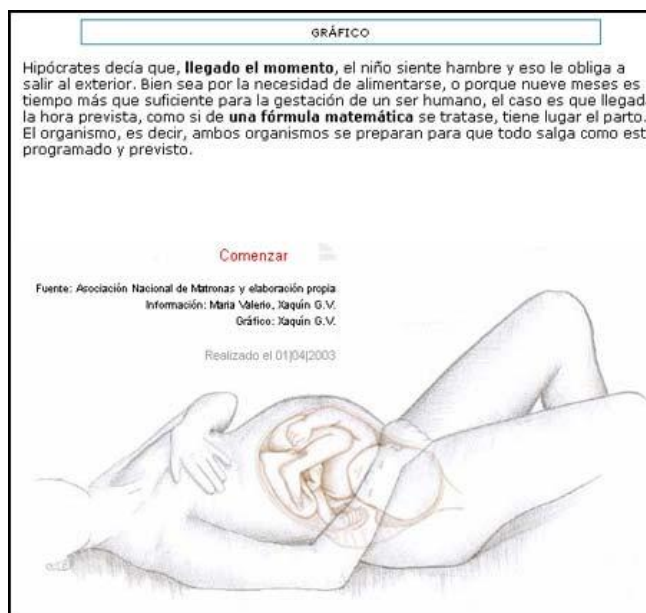 GRÁFICO
Hipócrates decía que, llegado el momento, el niño siente hambre y eso le obliga a
salir al exterior. Bien sea por la necesidad de alimentarse, o porque nueve meses es
tiempo más que suficiente para la gestación de un ser humano, el caso es que llegad
la hora prevista, como si de una fórmula matemática se tratase, tiene lugar el parto.
El organismo, es decir, ambos organismos se preparan para que todo salga como est
programado y previsto.
Comenzar
Fuente: Asociación Nacional de Matronas y elaboración propia
Información: María Valerio, Xaquín G.V.
Gráfico: Xaquín G.V.
Realizado el 01|04|2003